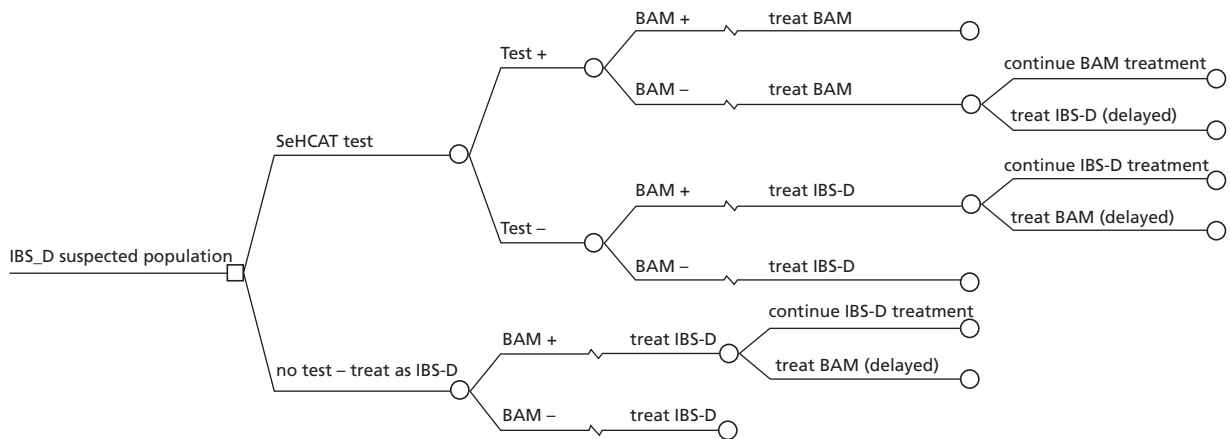 BAM + treat BAM
Test +
continue BAM treatment
BAM – treat BAM
treat IBS-D (delayed)
SeHCAT test
continue IBS-D treatment
BAM + treat IBS-D
Test –
treat BAM (delayed)
IBS_D suspected population
BAM – treat IBS-D
continue IBS-D treatment
BAM + treat IBS-D
no test – treat as IBS-D
treat BAM (delayed)
BAM – treat IBS-D